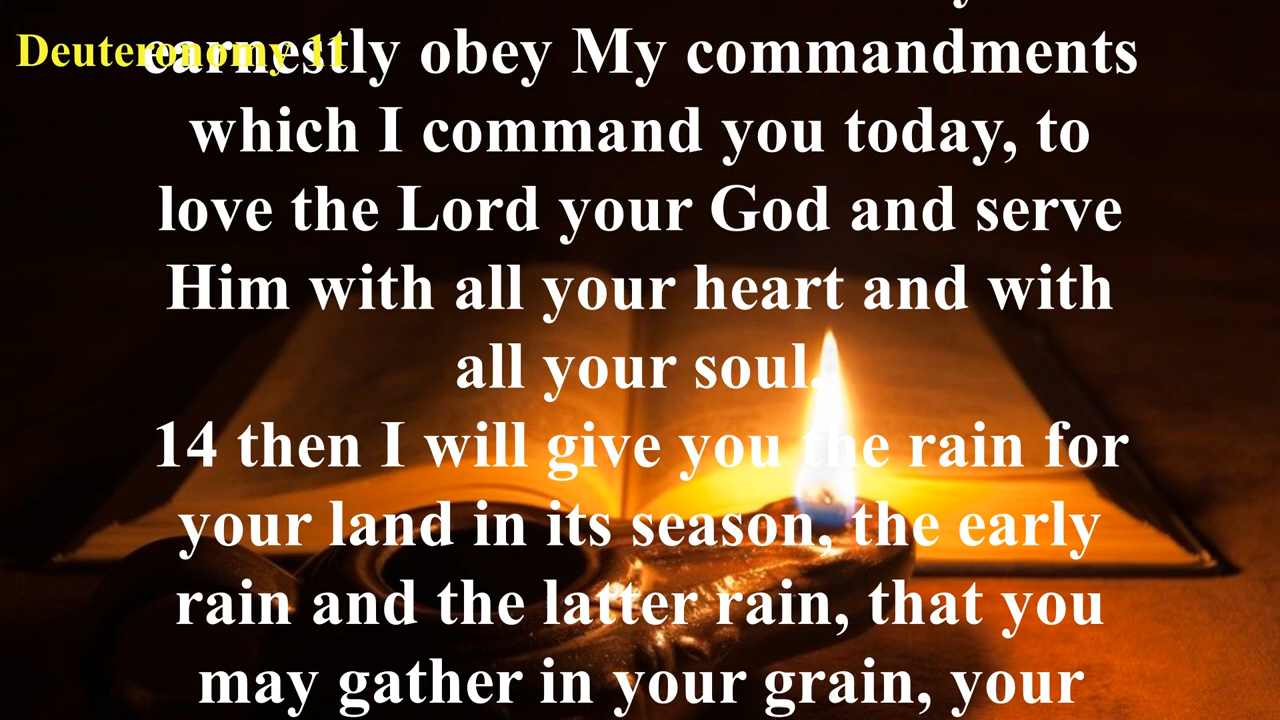 Deuteronomy 11
earnestly obey My commandments
which I command you today, to
love the Lord your God and serve
Him with all your heart and with
all your soul.
14 then I will give you the rain for
your land in its season, the early
rain and the latter rain, that you
may gather in your grain, your